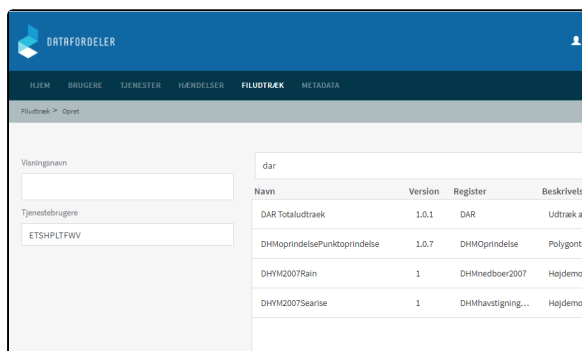 DATAFORDELER
HJEM BRUGERE TJENESTER HÆNDELSER FILUDTRÆK METADATA
Filudtræk > Opret
Visningsnavn
Tjenestebrugere
ETSHPLTFWV
dar
Navn Version Register Beskrivels
DAR Totaludtraek 1.0.1 DAR Udtræk a
DHMoprindelsePunktoprindelse 1.0.7 DHMOprindelse Polygont
DHYM2007Rain 1 DHMnedboer2007 Højdemo
DHYM2007Searise 1 DHMhavstigning... Højdemo